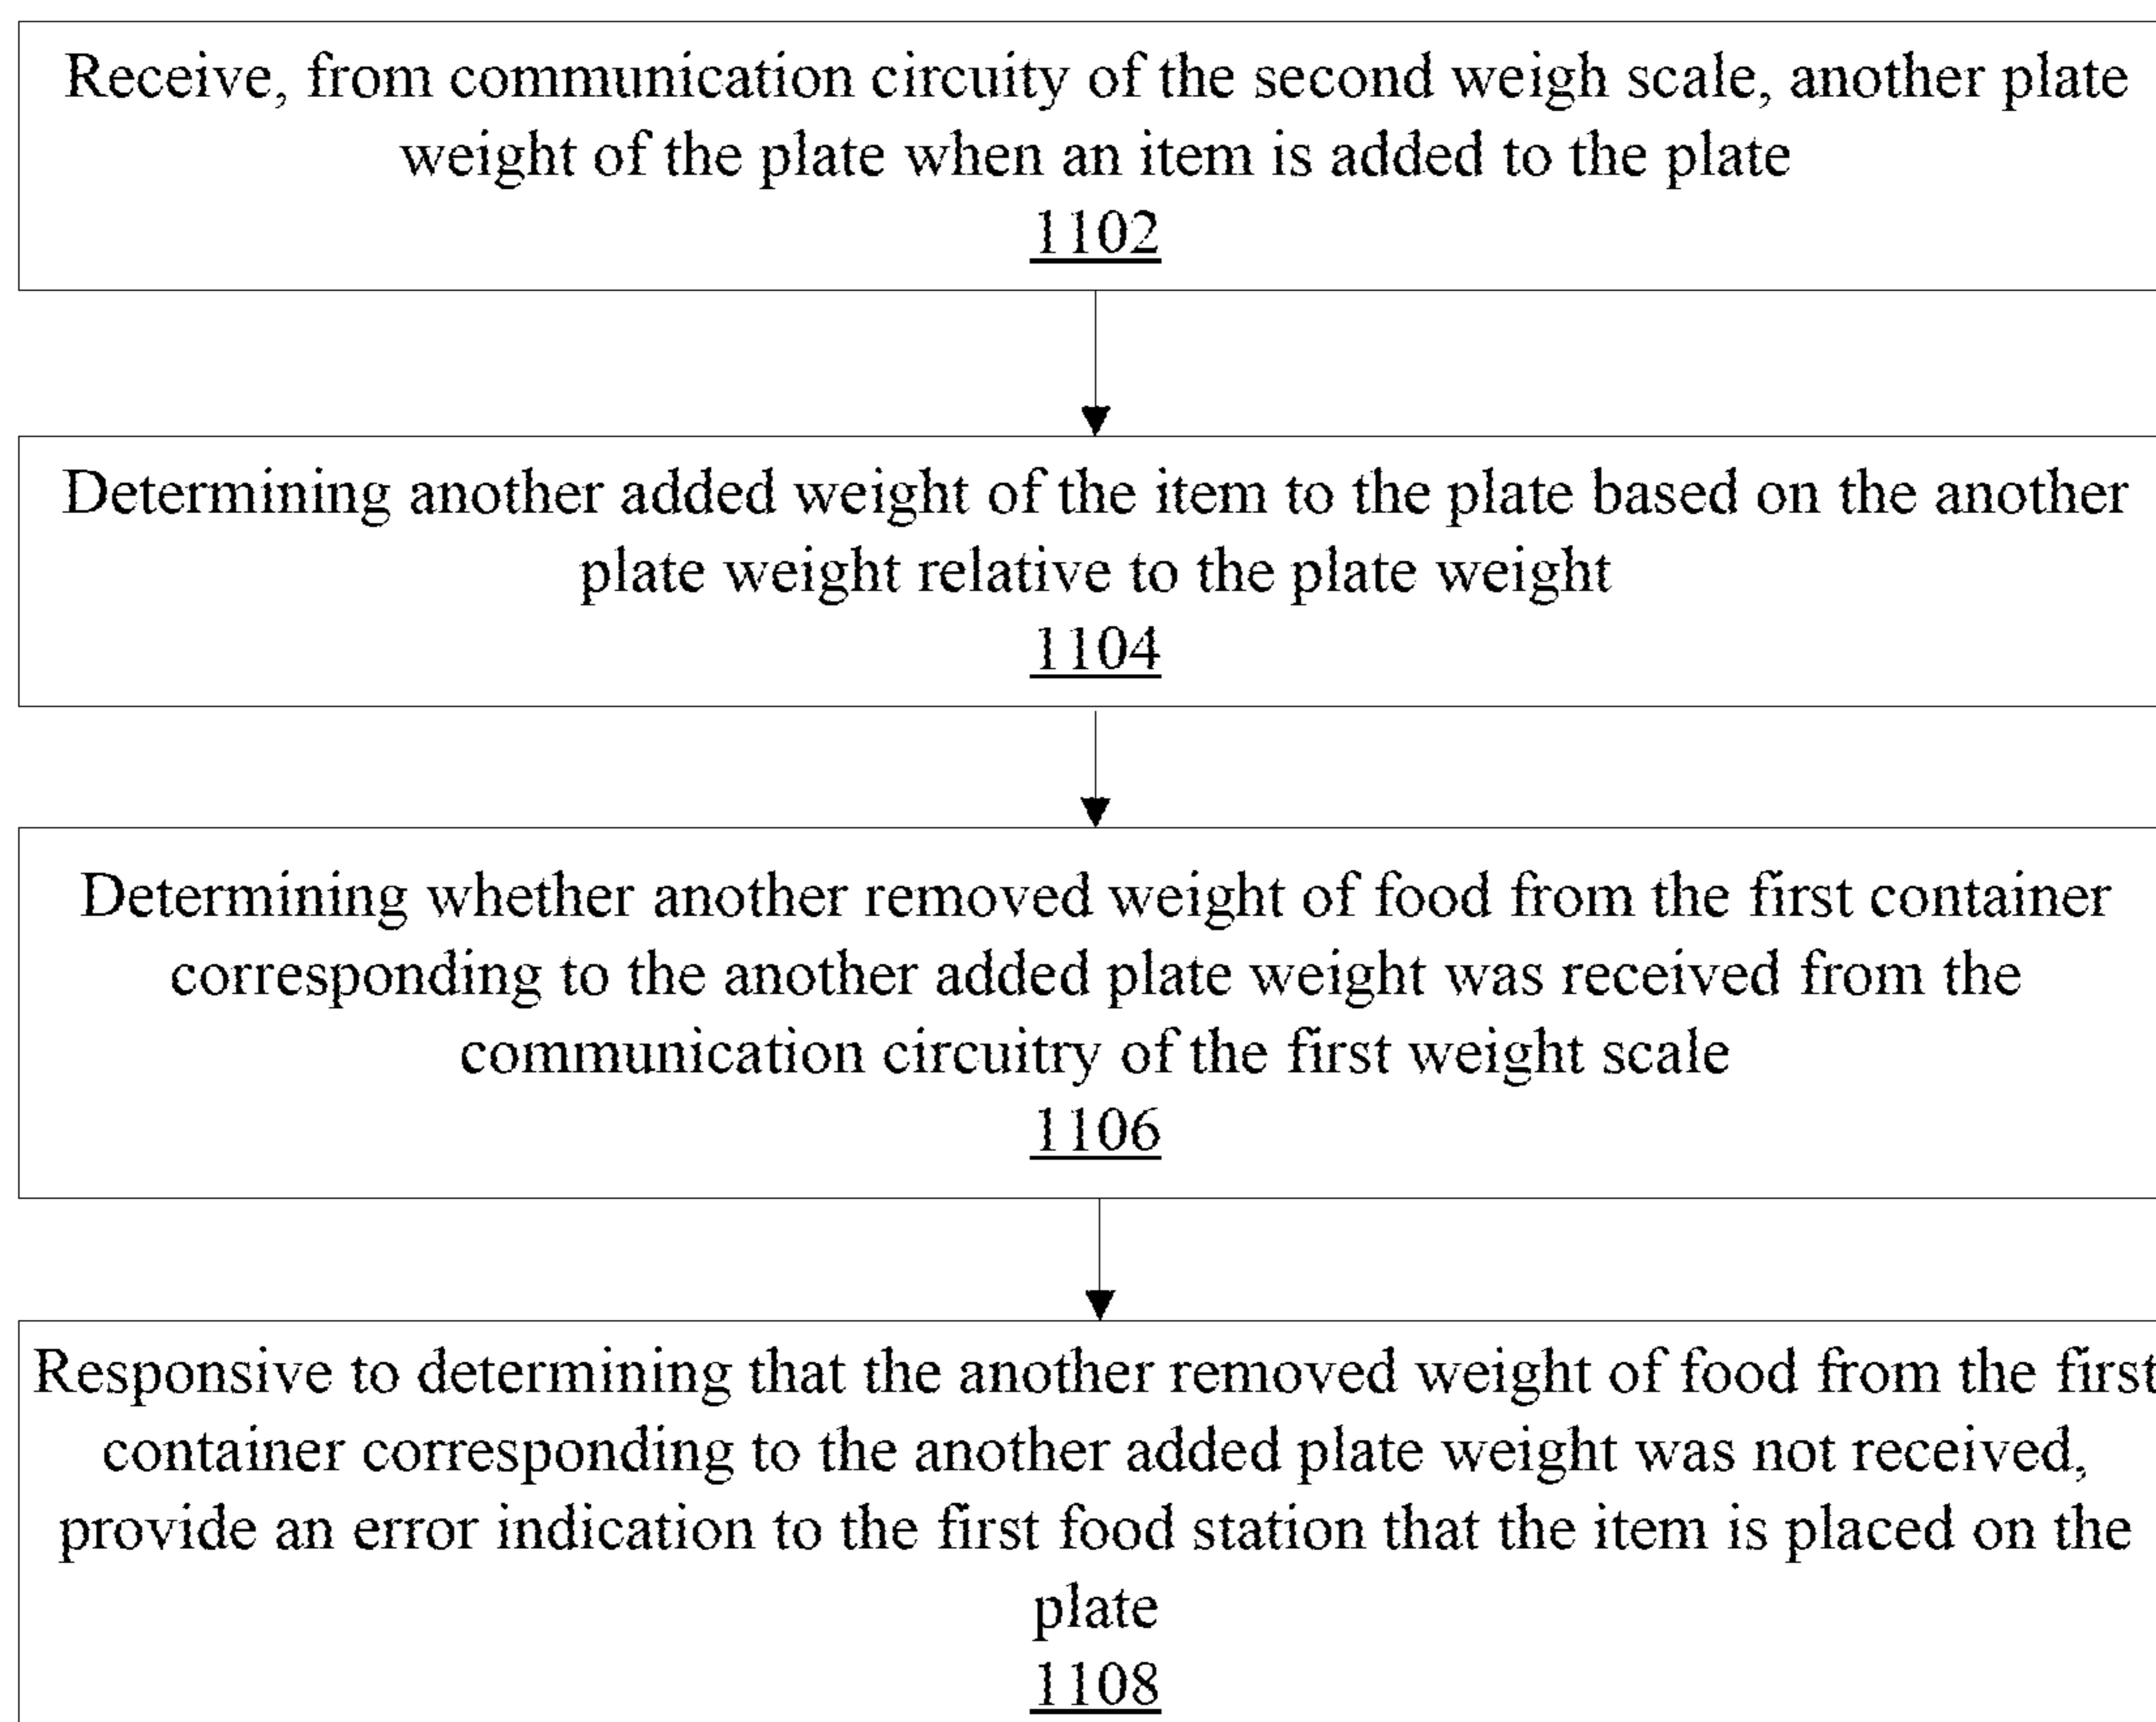 Receive, from communication circuity of the second weigh scale, another plate
weight of the plate when an item is added to the plate
1102
Determining another added weight of the item to the plate based on the another
plate weight relative to the plate weight
1104
Determining whether another removed weight of food from the first container
corresponding to the another added plate weight was received from the
communication circuitry of the first weight scale
1106
Responsive to determining that the another removed weight of food from the first
container corresponding to the another added plate weight was not received,
provide an error indication to the first food station that the item is placed on the
plate
1108